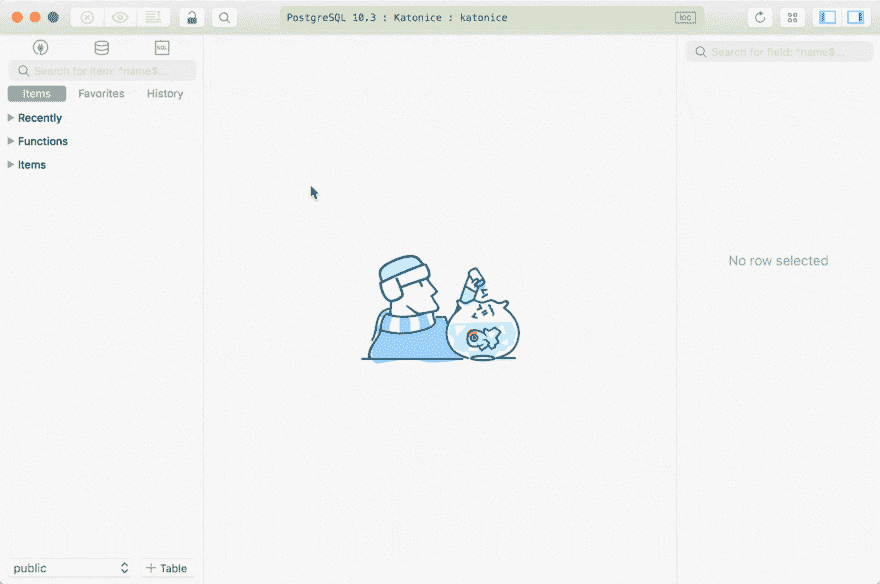 PostgreSQL 10.3 : Katonice : katonice
loc
SQL
Search for item: ^name$...
Search for field: ^name$...
Items
Favorites
History
Recently
Functions
Items
No row selected
public
+ Table